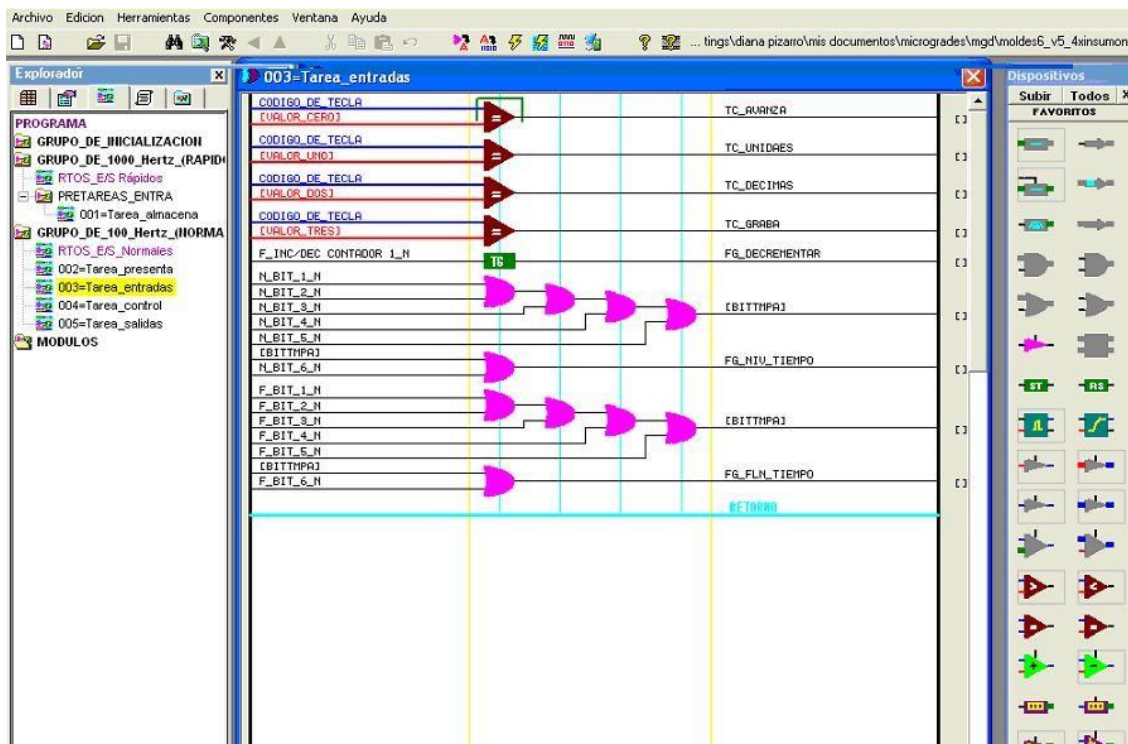 Archivo Edicion Herramientas Componentes Ventana Ayuda
... tings\diana pizarro\mis documentos\microgrades\mgd\moldes6_v5_4xinsumon
Explorador
PROGRAMA
GRUPO_DE_INICIALIZACION
GRUPO_DE_1000_Hertz_(RAPID
RTOS_E/S Rápidos
PRETAREAS_ENTRA
001=Tarea_almacena
GRUPO_DE_100_Hertz_(NORMA
RTOS_E/S_Normales
002=Tarea_presenta
003=Tarea_entradas
004=Tarea_control
005=Tarea_salidas
MODULOS
003=Tarea_entradas
CODIGO_DE_TECLA
[VALOR_CERO]
=
TC_AVANZA
[]
CODIGO_DE_TECLA
[VALOR_UNO]
=
TC_UNIDAES
[]
CODIGO_DE_TECLA
[VALOR_DOS]
=
TC_DECIMAS
[]
CODIGO_DE_TECLA
[VALOR_TRES]
=
TC_GRABA
[]
F_INC/DEC CONTADOR 1_N
TG
FG_DECREMENTAR
[]
N_BIT_1_N
N_BIT_2_N
N_BIT_3_N
N_BIT_4_N
N_BIT_5_N
[BITTMPA]
[]
[BITTMPA]
N_BIT_6_N
FG_NIV_TIEMPO
[]
F_BIT_1_N
F_BIT_2_N
F_BIT_3_N
F_BIT_4_N
F_BIT_5_N
[BITTMPA]
[]
[BITTMPA]
F_BIT_6_N
FG_FLN_TIEMPO
[]
RETORNO
Dispositivos
Subir Todos X
FAVORITOS
ST
RS